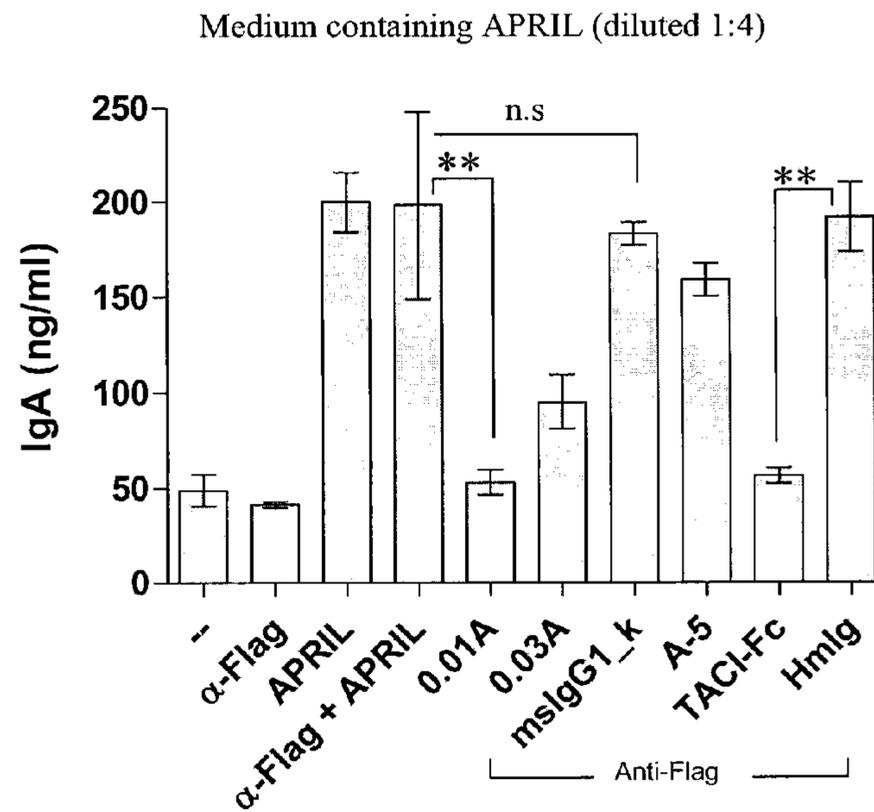 Medium containing APRIL (diluted 1:4)
250
200
150
100
50
0
IgA (ng/ml)
n.s
**
**
--
α-Flag
APRIL
α-Flag + APRIL
0.01A
0.03A
msIgG1_k
A-5
TACI-Fc
HmIg
Anti-Flag